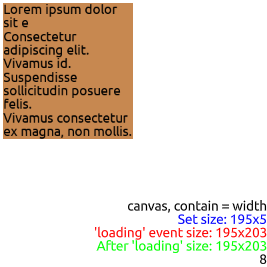 Lorem ipsum dolor
sit e
Consectetur
adipiscing elit.
Vivamus id.
Suspendisse
sollicitudin posuere
felis.
Vivamus consectetur
ex magna, non mollis.
canvas, contain = width
Set size: 195x5
'loading' event size: 195x203
After 'loading' size: 195x203
8